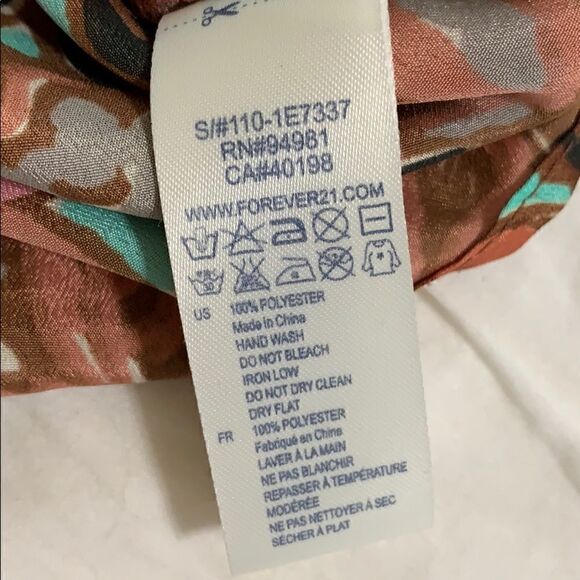 S/#110-1E7337
RN#94981
CA#40198
WWW.FOREVER21.COM
US 100% POLYESTER
Made in China
HAND WASH
DO NOT BLEACH
IRON LOW
DO NOT DRY CLEAN
DRY FLAT
FR 100% POLYESTER
Fabriqué en China
LAVER À LA MAIN
NE PAS BLANCHIR
REPASSER À TEMPÉRATURE
MODÉRÉE
NE PAS NETTOYER À SEC
SÉCHER À PLAT